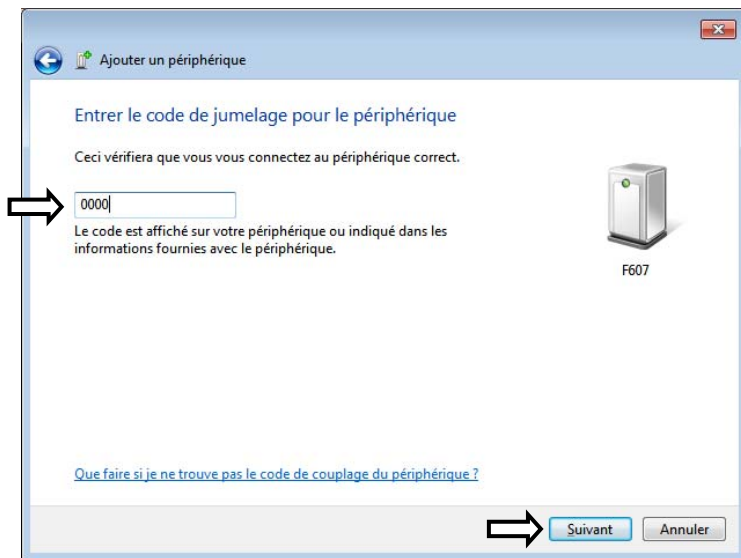 Ajouter un périphérique
Entrer le code de jumelage pour le périphérique
Ceci vérifiera que vous vous connectez au périphérique correct.
0000
Le code est affiché sur votre périphérique ou indiqué dans les
informations fournies avec le périphérique.
F607
Que faire si je ne trouve pas le code de couplage du périphérique ?
Suivant Annuler